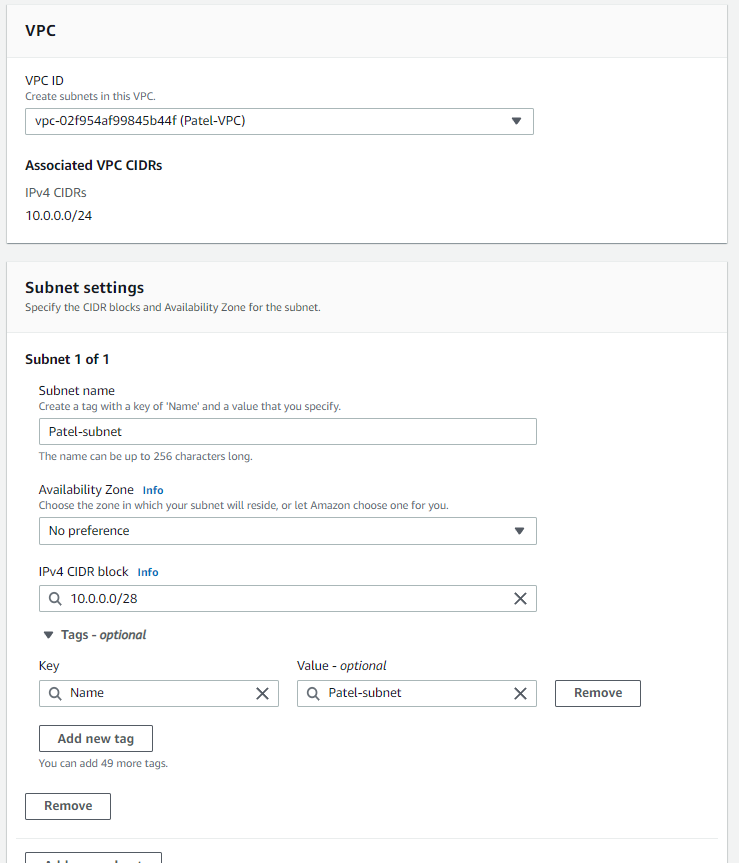 VPC
VPC ID
Create subnets in this VPC.
vpc-02f954af99845b44f (Patel-VPC)
Associated VPC CIDRs
IPv4 CIDRs
10.0.0.0/24
Subnet settings
Specify the CIDR blocks and Availability Zone for the subnet.
Subnet 1 of 1
Subnet name
Create a tag with a key of 'Name' and a value that you specify.
Patel-subnet
The name can be up to 256 characters long.
Availability Zone Info
Choose the zone in which your subnet will reside, or let Amazon choose one for you.
No preference
IPv4 CIDR block Info
10.0.0.0/28
Tags - optional
Key Value - optional
Name Patel-subnet Remove
Add new tag
You can add 49 more tags.
Remove